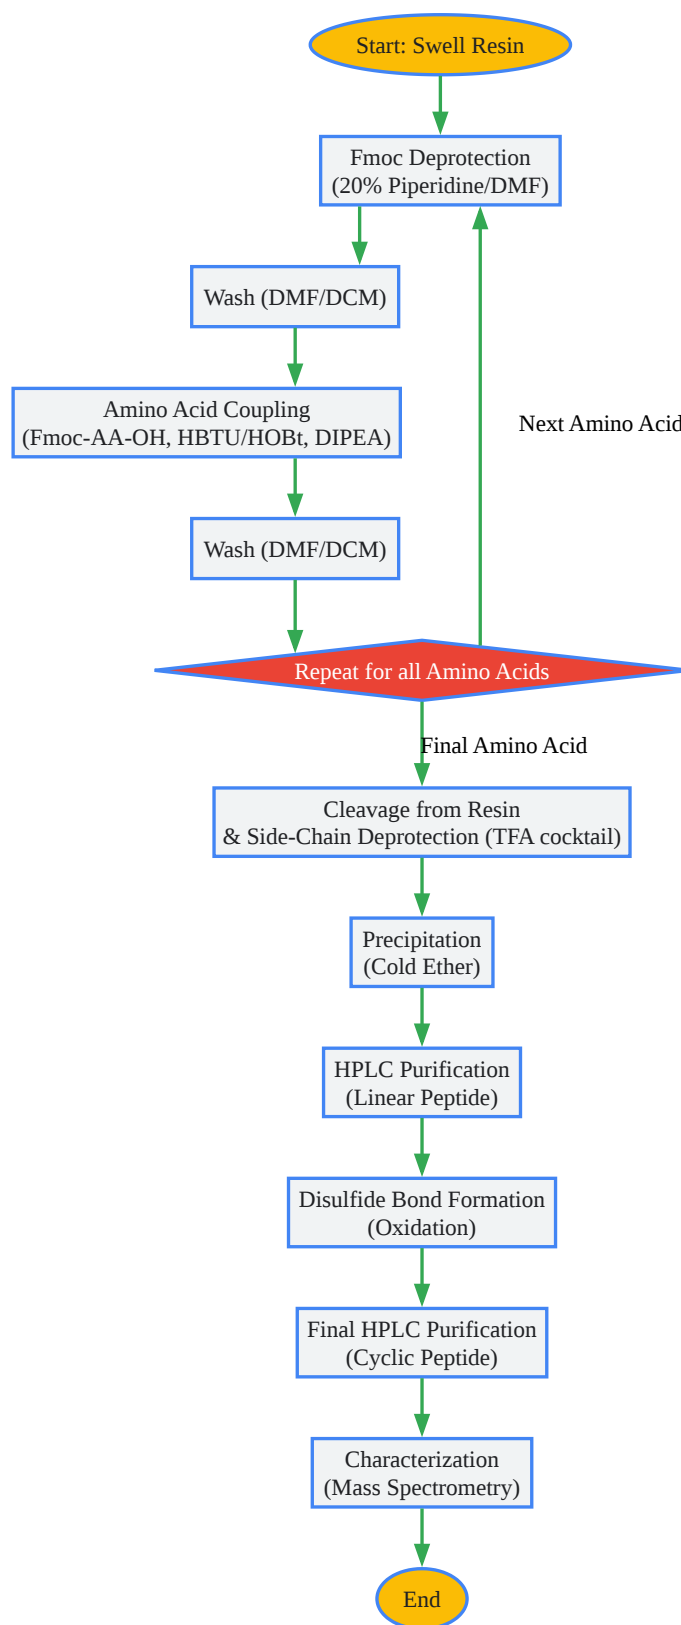 Start: Swell Resin
Fmoc Deprotection
(20% Piperidine/DMF)
Wash (DMF/DCM)
Amino Acid Coupling
(Fmoc-AA-OH, HBTU/HOBt, DIPEA)
Next Amino Acid
Wash (DMF/DCM)
Repeat for all Amino Acids
Final Amino Acid
Cleavage from Resin
& Side-Chain Deprotection (TFA cocktail)
Precipitation
(Cold Ether)
HPLC Purification
(Linear Peptide)
Disulfide Bond Formation
(Oxidation)
Final HPLC Purification
(Cyclic Peptide)
Characterization
(Mass Spectrometry)
End